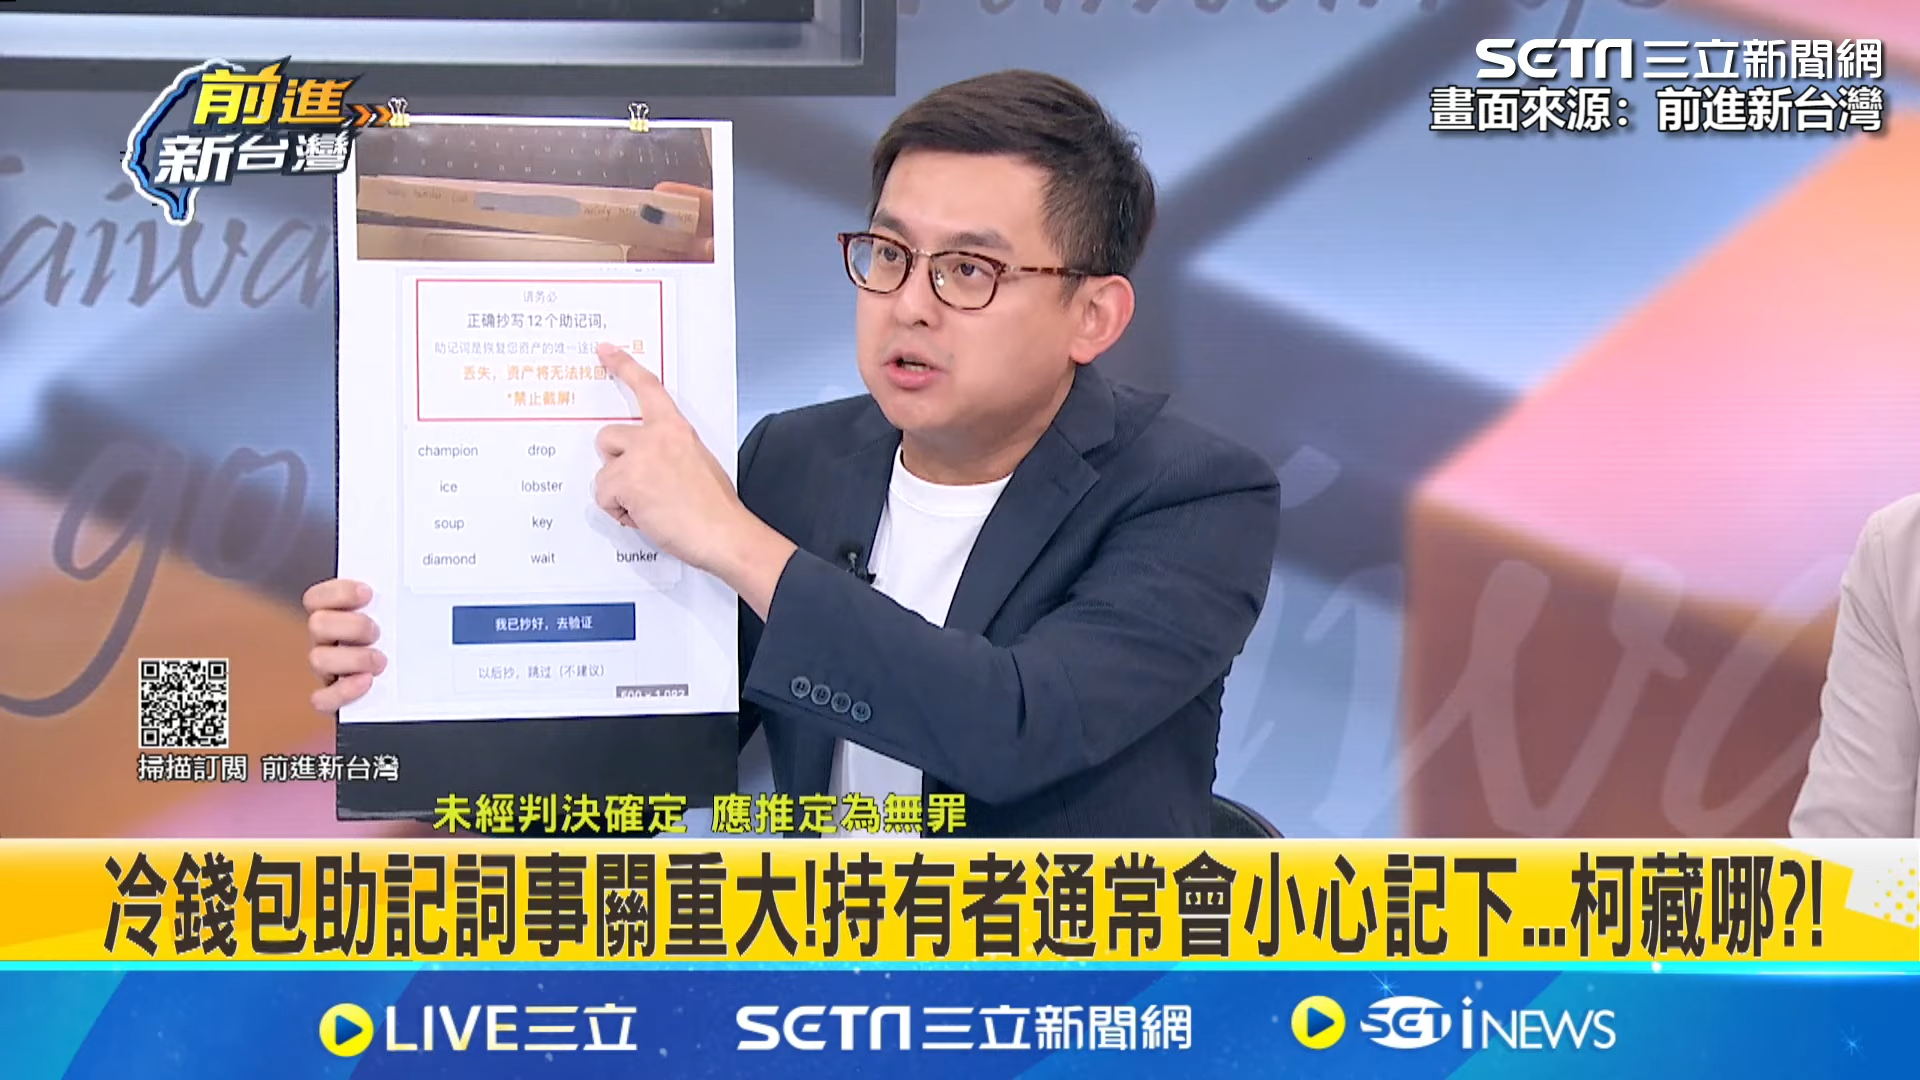 SETN三立新聞網
畫面來源：前進新台灣
前進
新台灣
请务必
正确抄写12个助记词，
助记词是恢复您资产的唯一途径 一旦
丢失，资产将无法找回
*禁止截屏!
champion drop
ice lobster
soup key
diamond wait bunker
我已抄好，去验证
以后抄，跳过（不建议）
掃描訂閱 前進新台灣
未經判決確定 應推定為無罪
冷錢包助記詞事關重大!持有者通常會小心記下...柯藏哪?!
LIVE三立 SETN三立新聞網 SET iNEWS